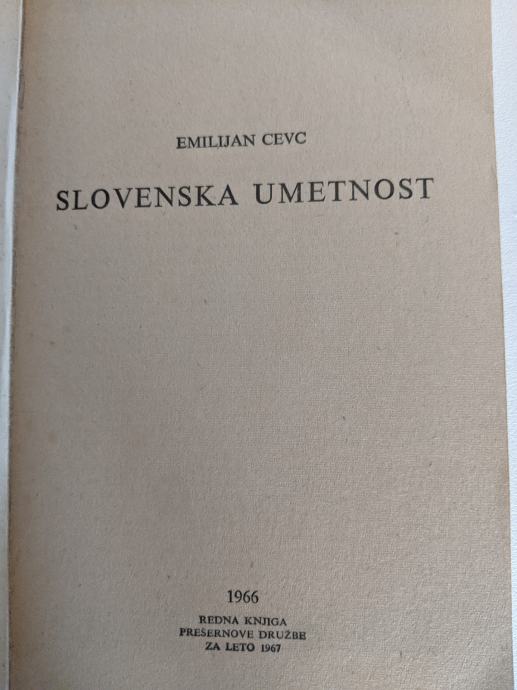 EMILIJAN CEVC
SLOVENSKA UMETNOST
1966
REDNA KNJIGA
PREŠERNOVE DRUŽBE
ZA LETO 1967